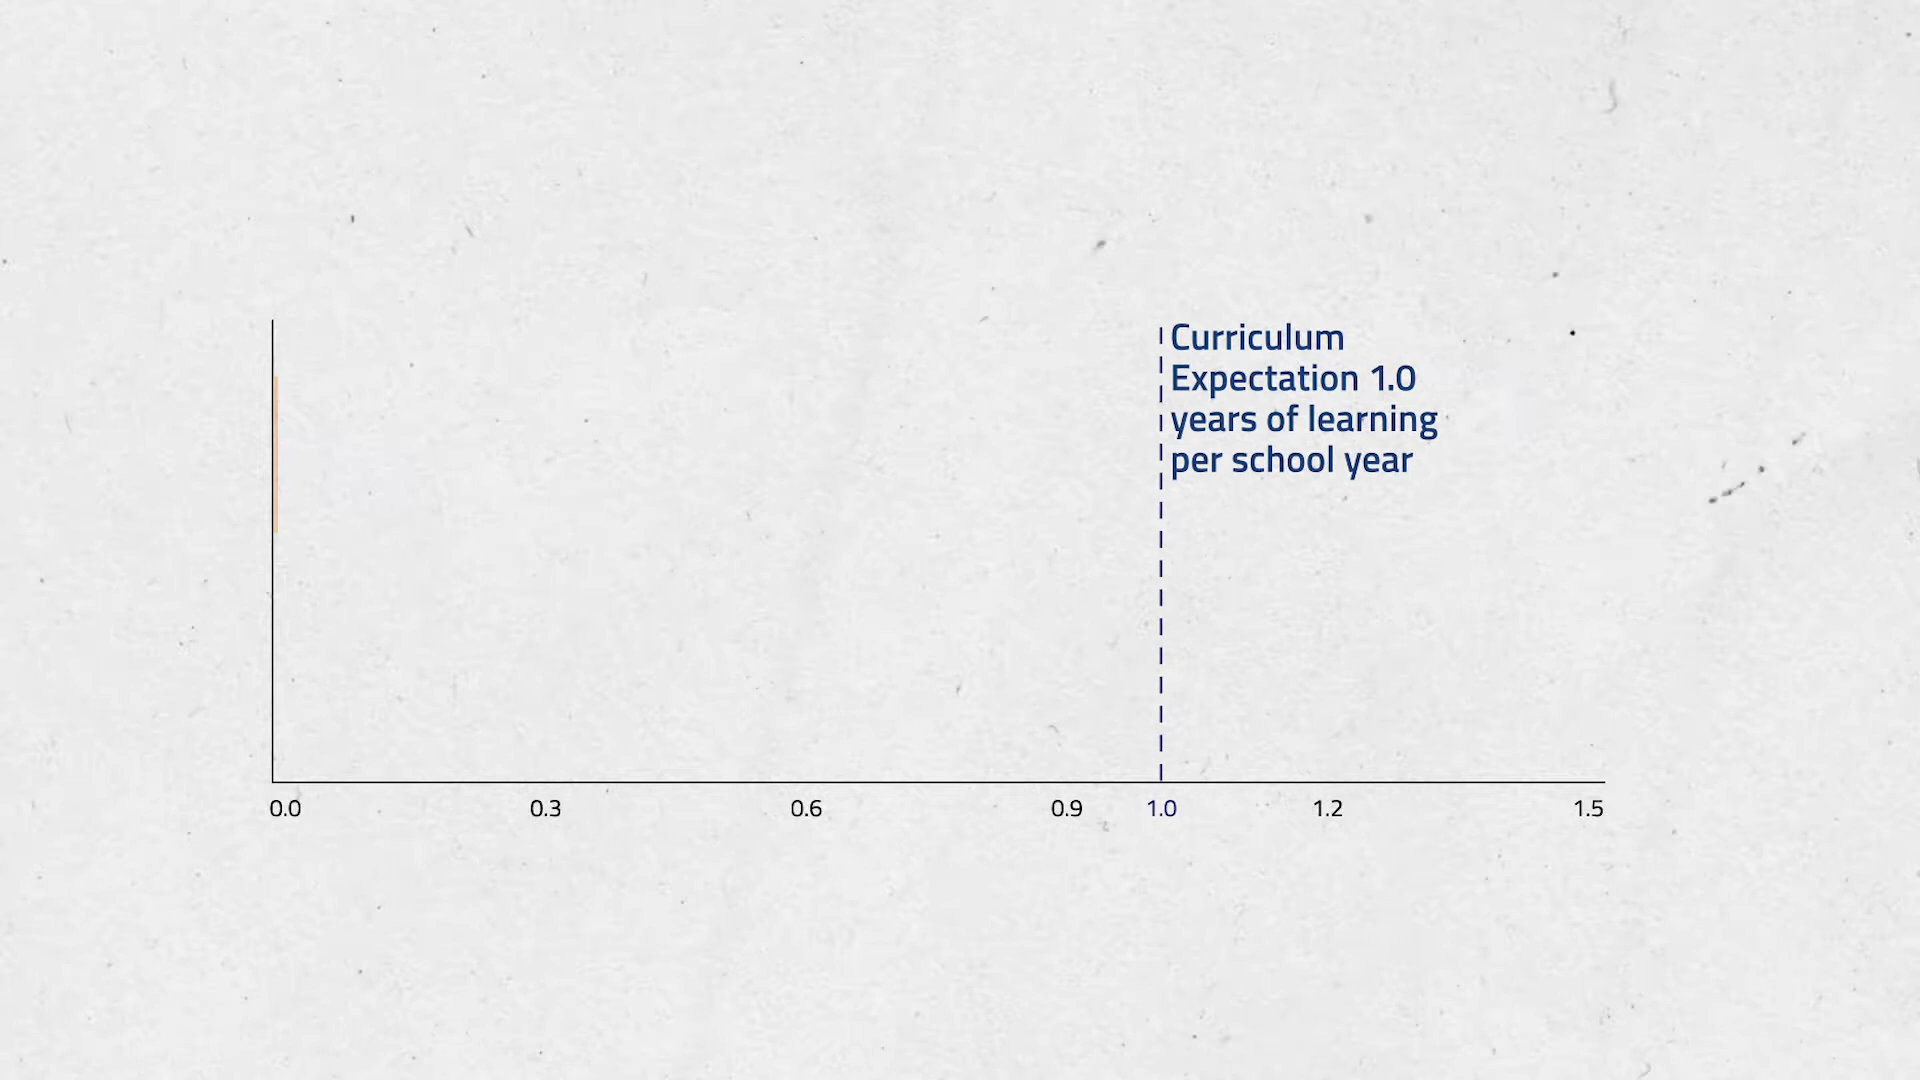 Curriculum
Expectation 1.0
years of learning
per school year
0.0 0.3 0.6 0.9 1.0 1.2 1.5